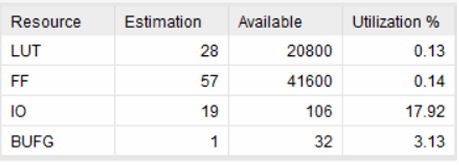 Resource Estimation Available Utilization %
LUT 28 20800 0.13
FF 57 41600 0.14
IO 19 106 17.92
BUFG 1 32 3.13